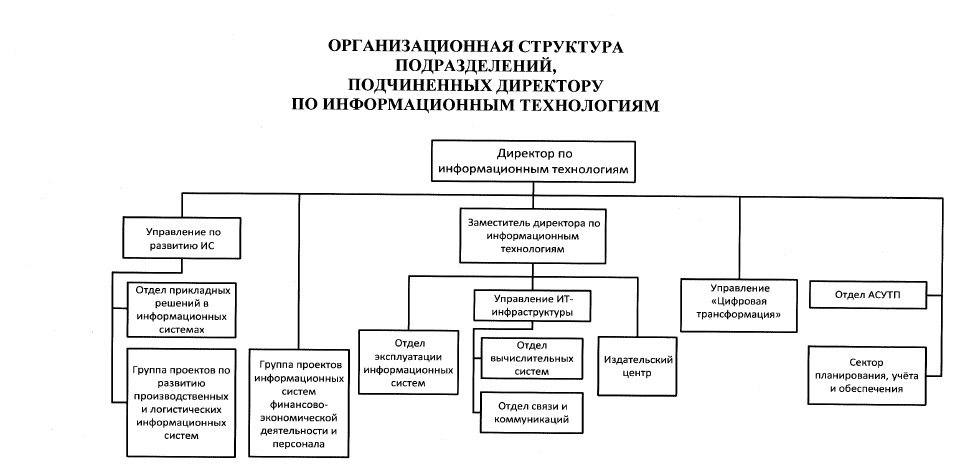 ОРГАНИЗАЦИОННАЯ СТРУКТУРА
ПОДРАЗДЕЛЕНИЙ,
ПОДЧИНЕННЫХ ДИРЕКТОРУ
ПО ИНФОРМАЦИОННЫМ ТЕХНОЛОГИЯМ
Директор по
информационным технологиям
Управление по
развитию ИС
Отдел прикладных
решений в
информационных
системах
Группа проектов по
развитию
производственных
и логистических
информационных
систем
Группа проектов
информационных
систем
финансово-
экономической
деятельности и
персонала
Заместитель директора по
информационным
технологиям
Отдел
эксплуатации
информационных
систем
Управление ИТ-
инфраструктуры
Отдел
вычислительных
систем
Отдел связи и
коммуникаций
Издательский
центр
Управление
«Цифровая
трансформация»
Отдел АСУТП
Сектор
планирования, учёта
и обеспечения